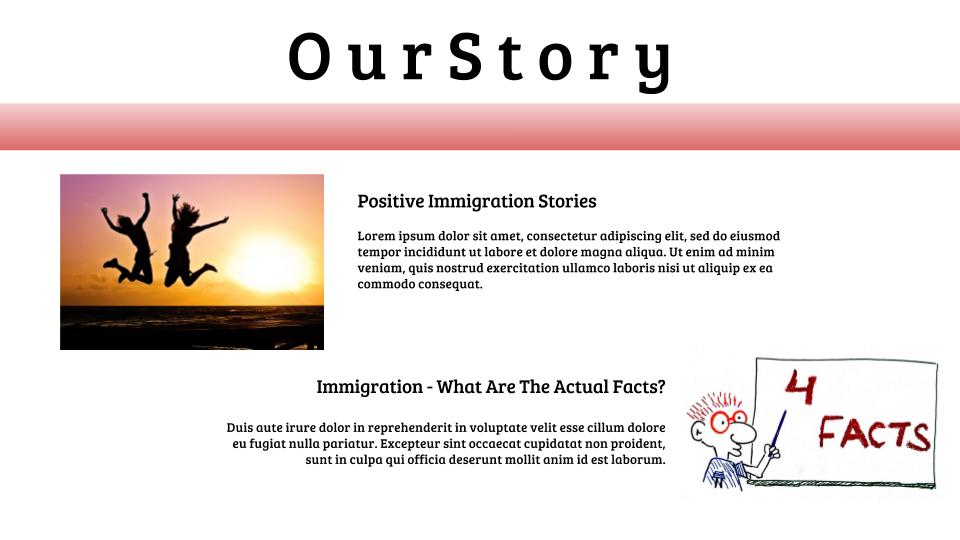 OurStory
Positive Immigration Stories
Lorem ipsum dolor sit amet, consectetur adipiscing elit, sed do eiusmod
tempor incididunt ut labore et dolore magna aliqua. Ut enim ad minim
veniam, quis nostrud exercitation ullamco laboris nisi ut aliquip ex ea
commodo consequat.
Immigration - What Are The Actual Facts?
Duis aute irure dolor in reprehenderit in voluptate velit esse cillum dolore
eu fugiat nulla pariatur. Excepteur sint occaecat cupidatat non proident,
sunt in culpa qui officia deserunt mollit anim id est laborum.
4
FACTS